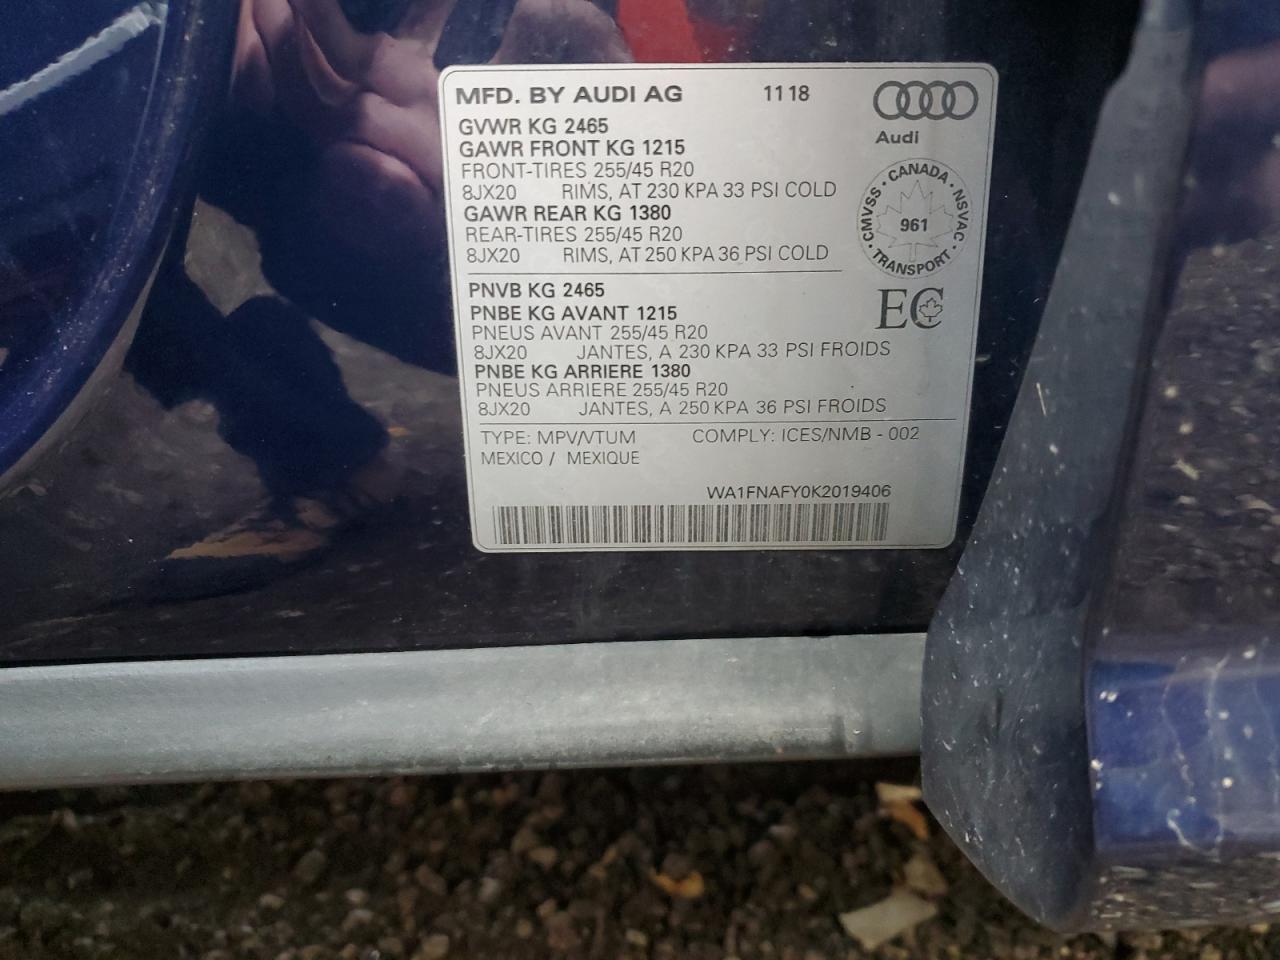 MFD. BY AUDI AG 11 18
Audi
GVWR KG 2465
GAWR FRONT KG 1215
FRONT-TIRES 255/45 R20
8JX20 RIMS, AT 230 KPA 33 PSI COLD
GAWR REAR KG 1380
REAR-TIRES 255/45 R20
8JX20 RIMS, AT 250 KPA 36 PSI COLD
CMVSS • CANADA • NSVAC • TRANSPORT •
961
PNVB KG 2465
PNBE KG AVANT 1215
PNEUS AVANT 255/45 R20
8JX20 JANTES, A 230 KPA 33 PSI FROIDS
PNBE KG ARRIERE 1380
PNEUS ARRIERE 255/45 R20
8JX20 JANTES, A 250 KPA 36 PSI FROIDS
EC
TYPE: MPV/VTUM COMPLY: ICES/NMB - 002
MEXICO / MEXIQUE
WA1FNAFY0K2019406